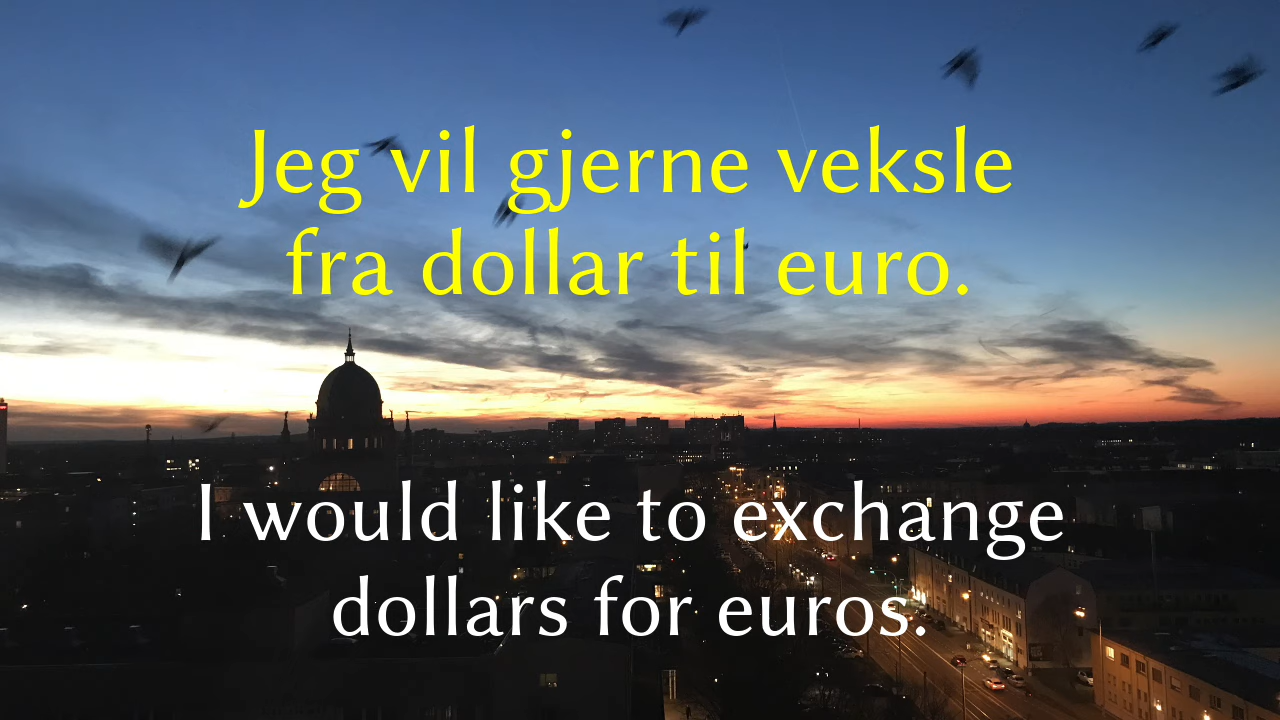 Jeg vil gjerne veksle
fra dollar til euro.
I would like to exchange
dollars for euros.